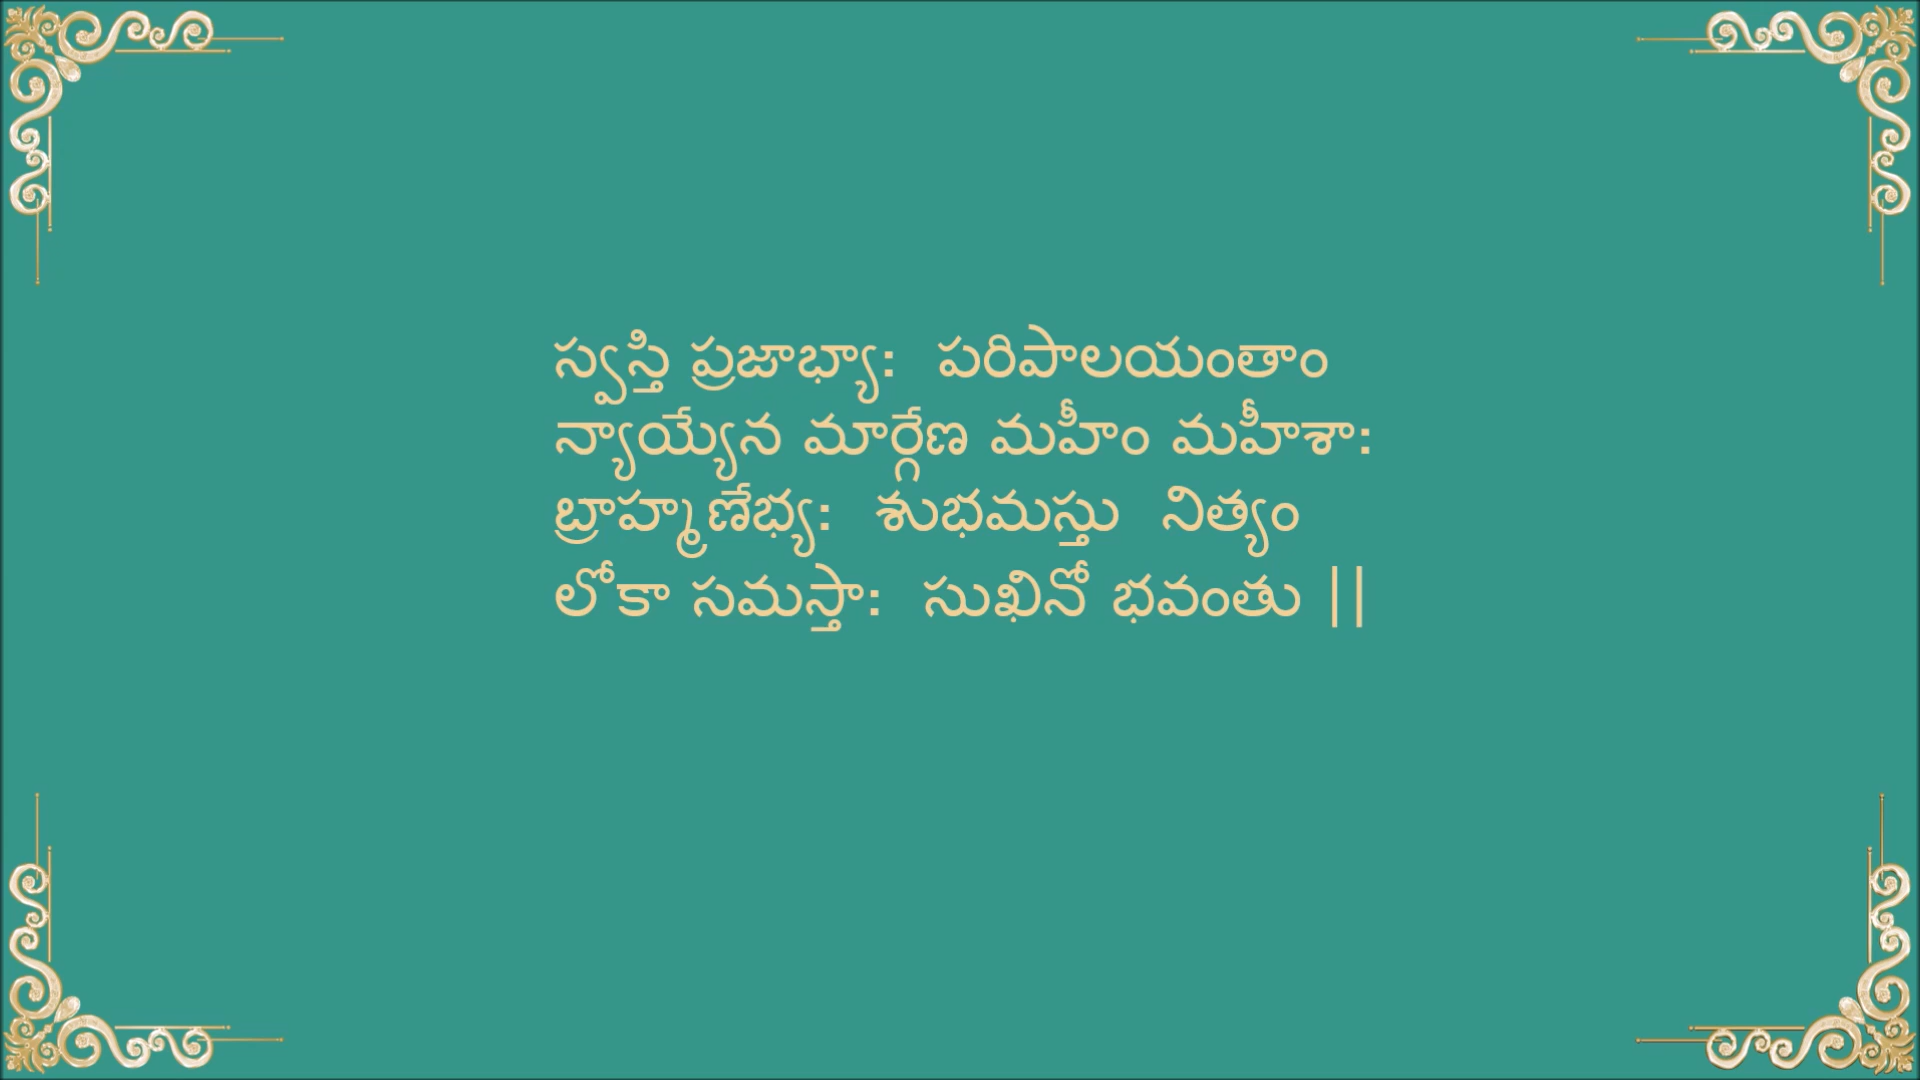 స్వస్తి ప్రజాభ్యాః పరిపాలయంతాం
న్యాయ్యేన మార్గేణ మహీం మహీశాః
బ్రాహ్మణేభ్యః శుభమస్తు నిత్యం
లోకా సమస్తాః సుఖినో భవంతు ||